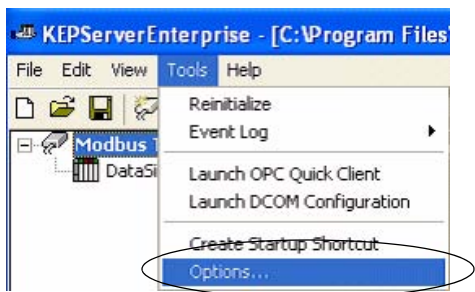 KEPServerEnterprise - [C:\Program Files\
File Edit View Tools Help
Reinitialize
Event Log
Modbus
DataSi
Launch OPC Quick Client
Launch DCOM Configuration
Create Startup Shortcut
Options...